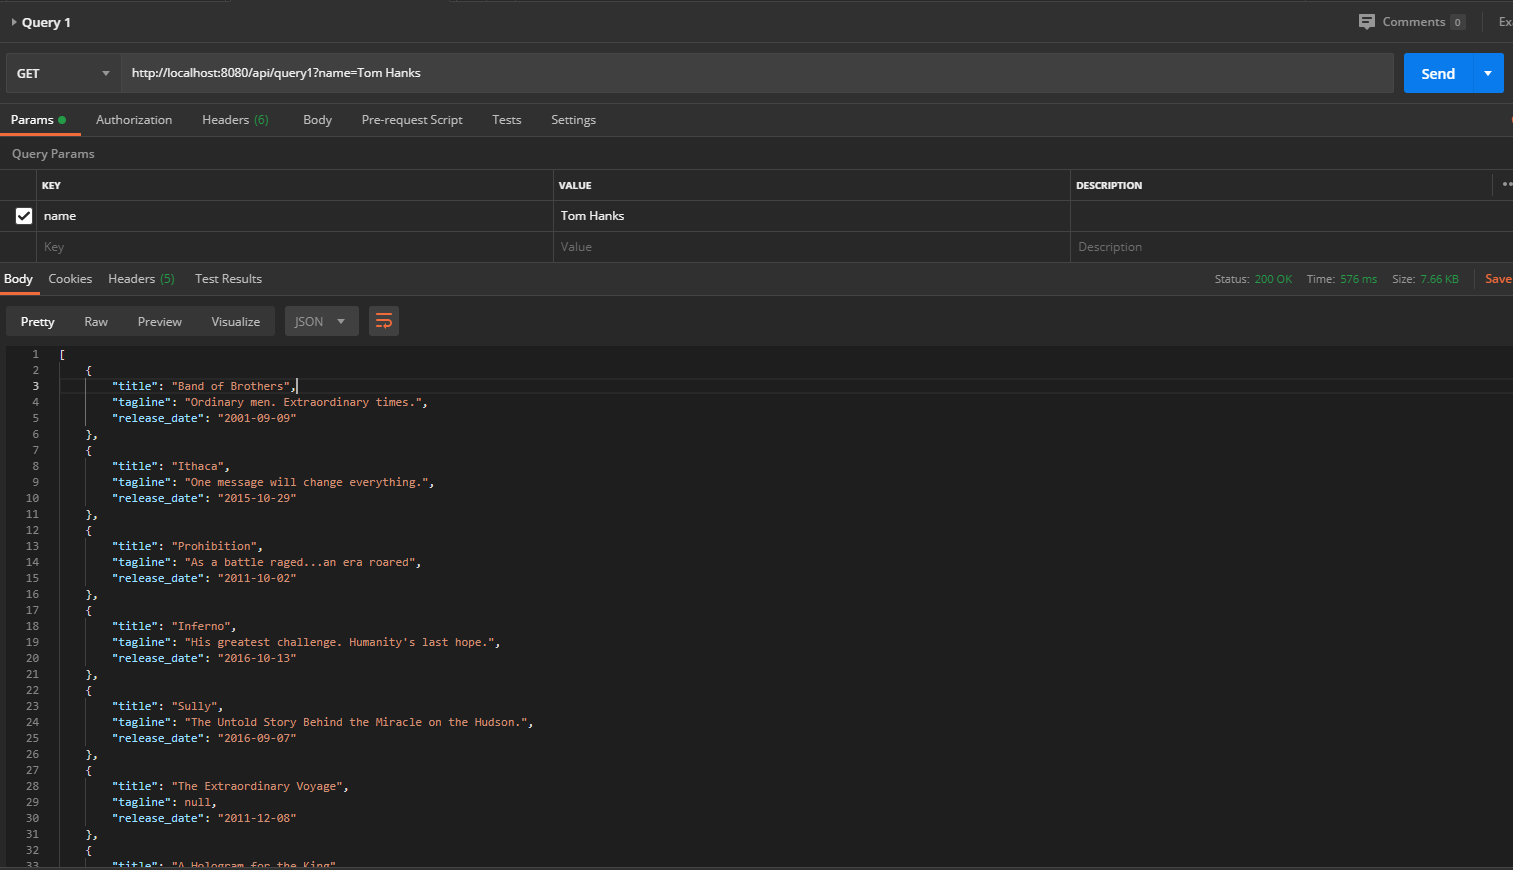 Query 1
Comments 0
Ex
GET
http://localhost:8080/api/query1?name=Tom Hanks
Send
Params Authorization Headers (6) Body Pre-request Script Tests Settings
Query Params
KEY VALUE DESCRIPTION
name Tom Hanks
Key Value Description
Body Cookies Headers (5) Test Results Status: 200 OK Time: 576 ms Size: 7.66 KB Save
Pretty Raw Preview Visualize JSON
1 [
2 {
3 "title": "Band of Brothers",
4 "tagline": "Ordinary men. Extraordinary times.",
5 "release_date": "2001-09-09"
6 },
7 {
8 "title": "Ithaca",
9 "tagline": "One message will change everything.",
10 "release_date": "2015-10-29"
11 },
12 {
13 "title": "Prohibition",
14 "tagline": "As a battle raged...an era roared",
15 "release_date": "2011-10-02"
16 },
17 {
18 "title": "Inferno",
19 "tagline": "His greatest challenge. Humanity's last hope.",
20 "release_date": "2016-10-13"
21 },
22 {
23 "title": "Sully",
24 "tagline": "The Untold Story Behind the Miracle on the Hudson.",
25 "release_date": "2016-09-07"
26 },
27 {
28 "title": "The Extraordinary Voyage",
29 "tagline": null,
30 "release_date": "2011-12-08"
31 },
32 {
33 "title": "A Hologram for the King"